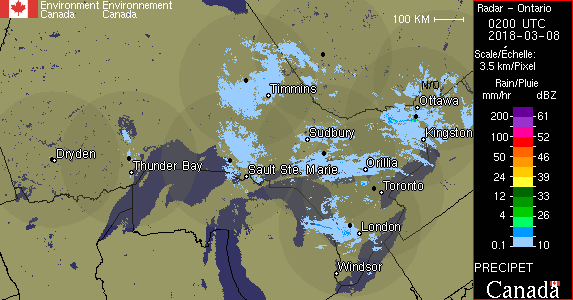 Environment Environnement
Canada Canada
100 KM
Timmins
N/D
Ottawa
Sudbury
Kingston
Dryden
Thunder Bay
Sault Ste. Marie
Orillia
Toronto
London
Windsor
Radar - Ontario
0200 UTC
2018-03-08
Scale/Échelle:
3.5 km/Pixel
Rain/Pluie
mm/hr dBZ
200 61
100 52
50 46
24 39
12 33
4 26
0.1 10
PRECIPET
Canada